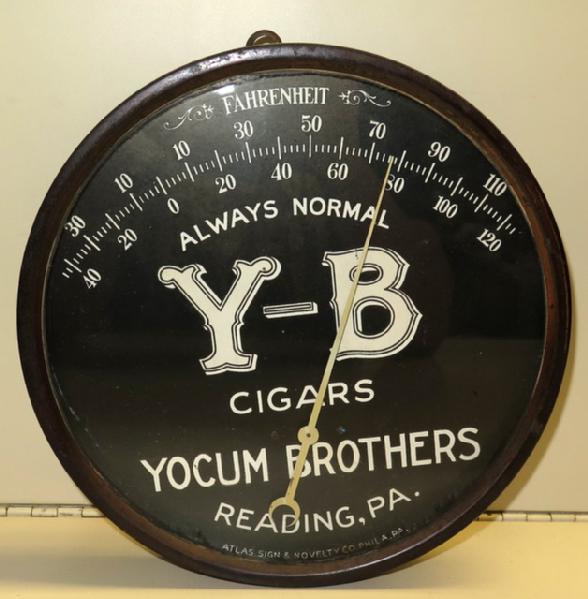 FAHRENHEIT
30 10 10 30 50 70 90 110
40 20 0 20 40 60 80 100 120
ALWAYS NORMAL
Y-B
CIGARS
YOCUM BROTHERS
READING, PA.
ATLAS SIGN & NOVELTY CO. PHILA, PA.